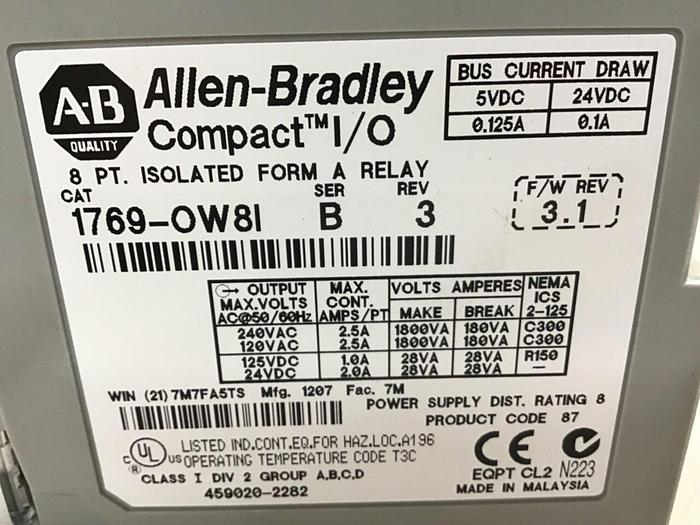 A-B
QUALITY
Allen-Bradley
Compact™ I/O
BUS CURRENT DRAW
5VDC 24VDC
0.125A 0.1A
8 PT. ISOLATED FORM A RELAY
CAT SER REV
1769-OW8I B 3
F/W REV
3.1
OUTPUT MAX. VOLTS AMPERES NEMA
MAX.VOLTS CONT. ICS
AC@50/60Hz AMPS/PT MAKE BREAK 2-125
240VAC 2.5A 1800VA 180VA C300
120VAC 2.5A 1800VA 180VA C300
125VDC 1.0A 28VA 28VA R150
24VDC 2.0A 28VA 28VA —
WIN (21) 7M7FA5TS Mfg. 1207 Fac. 7M
POWER SUPPLY DIST. RATING 8
PRODUCT CODE 87
c UL US LISTED IND.CONT.EQ.FOR HAZ.LOC.A196
® OPERATING TEMPERATURE CODE T3C
CLASS I DIV 2 GROUP A,B,C,D
459020-2282
CE
EQPT CL2 N223
MADE IN MALAYSIA